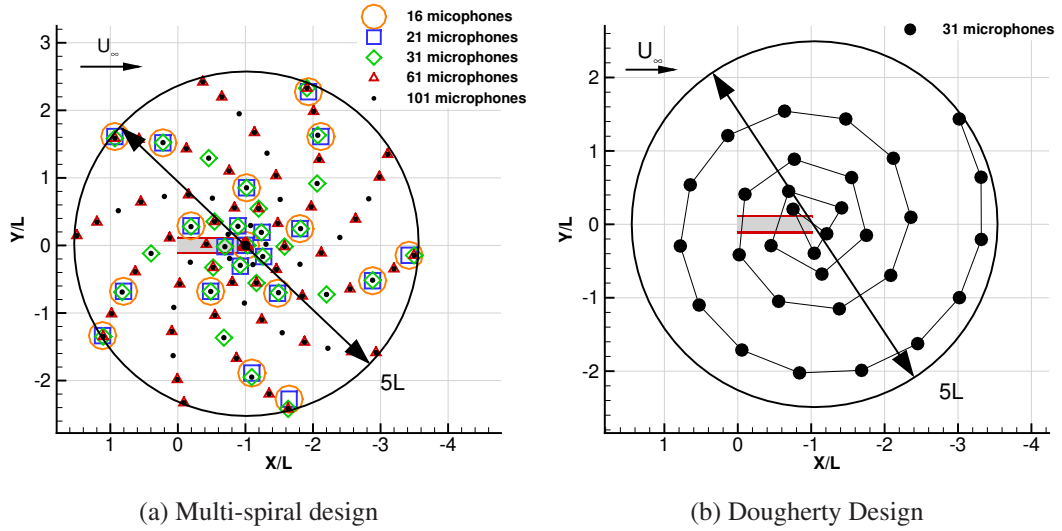 16 micophones
21 microphones
31 microphones
61 microphones
101 microphones
U∞
Y/L
3
2
1
0
-1
-2
5L
1 0 -1 -2 -3 -4
X/L
(a) Multi-spiral design
31 microphones
U∞
Y/L
2
1
0
-1
-2
5L
1 0 -1 -2 -3 -4
X/L
(b) Dougherty Design